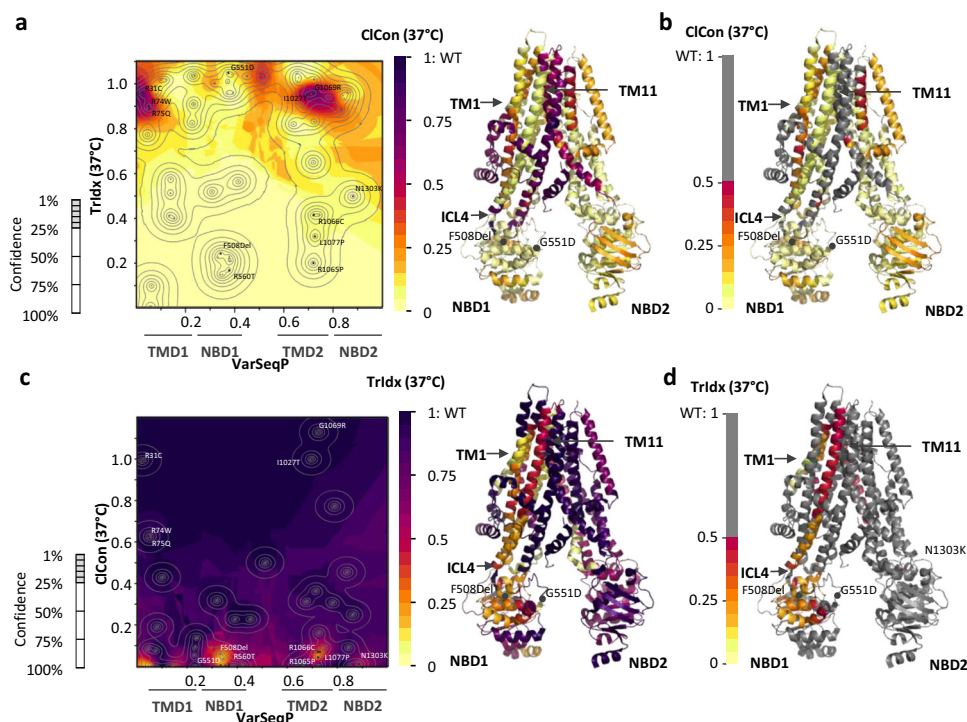 a
b
ClCon (37°C)
ClCon (37°C)
1: WT
WT: 1
0.75
0.5
0.25
0
0.5
0.25
0
TrIdx (37°C)
1.0
0.8
0.6
0.4
0.2
G551D
R31C
R74W
R75Q
I1027T
G1069R
N1303K
R1066C
L1077P
R1065P
F508Del
R560T
Confidence
1%
25%
50%
75%
100%
0.2
0.4
0.6
0.8
TMD1
NBD1
TMD2
NBD2
VarSeqP
TM1
TM11
ICL4
F508Del
G551D
NBD1
NBD2
TM1
TM11
ICL4
F508Del
G551D
NBD1
NBD2
c
d
TrIdx (37°C)
TrIdx (37°C)
1: WT
WT: 1
0.75
0.5
0.25
0
0.5
0.25
0
ClCon (37°C)
1.0
0.8
0.6
0.4
0.2
G1069R
R31C
I1027T
R74W
R75Q
F508Del
G551D
R560T
R1066C
R1065P
L1077P
N1303K
Confidence
1%
25%
50%
75%
100%
0.2
0.4
0.6
0.8
TMD1
NBD1
TMD2
NBD2
VarSeqP
TM1
TM11
ICL4
F508Del
G551D
NBD1
NBD2
TM1
TM11
N1303K
ICL4
F508Del
G551D
NBD1
NBD2